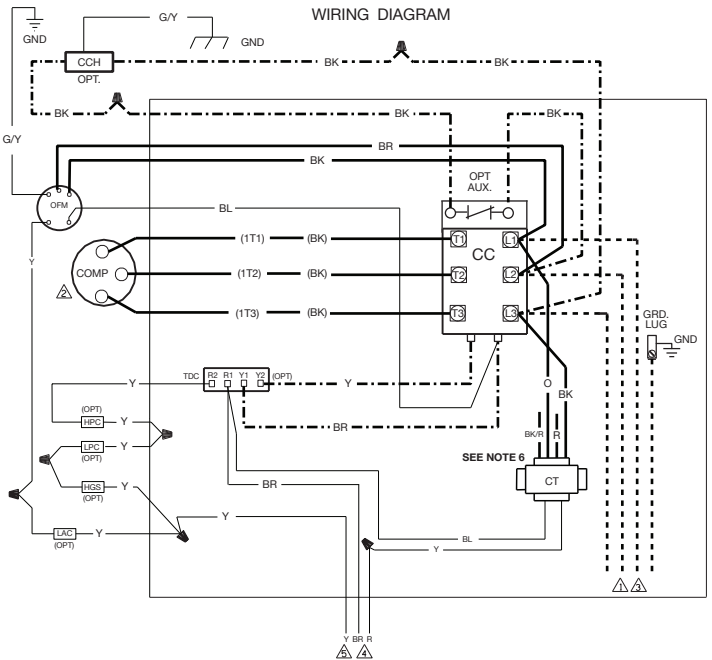 WIRING DIAGRAM
G/Y
GND
GND
CCH
OPT.
BK
BK
BK
BK
BK
G/Y
BR
BK
OPT
AUX.
OFM
BL
Y
(1T1) (BK) T1 L1
CC
COMP (1T2) (BK) T2 L2
2
(1T3) (BK) T3 L3
GRD.
LUG
GND
TDC R2 R1 Y1 Y2 (OPT)
Y
Y
O
BK
(OPT)
HPC Y
BR
BK/R R
LPC Y
(OPT)
SEE NOTE 6
HGS Y
(OPT)
BR
CT
Y
LAC Y
(OPT)
BL
Y
1 3
Y BR R
5 4